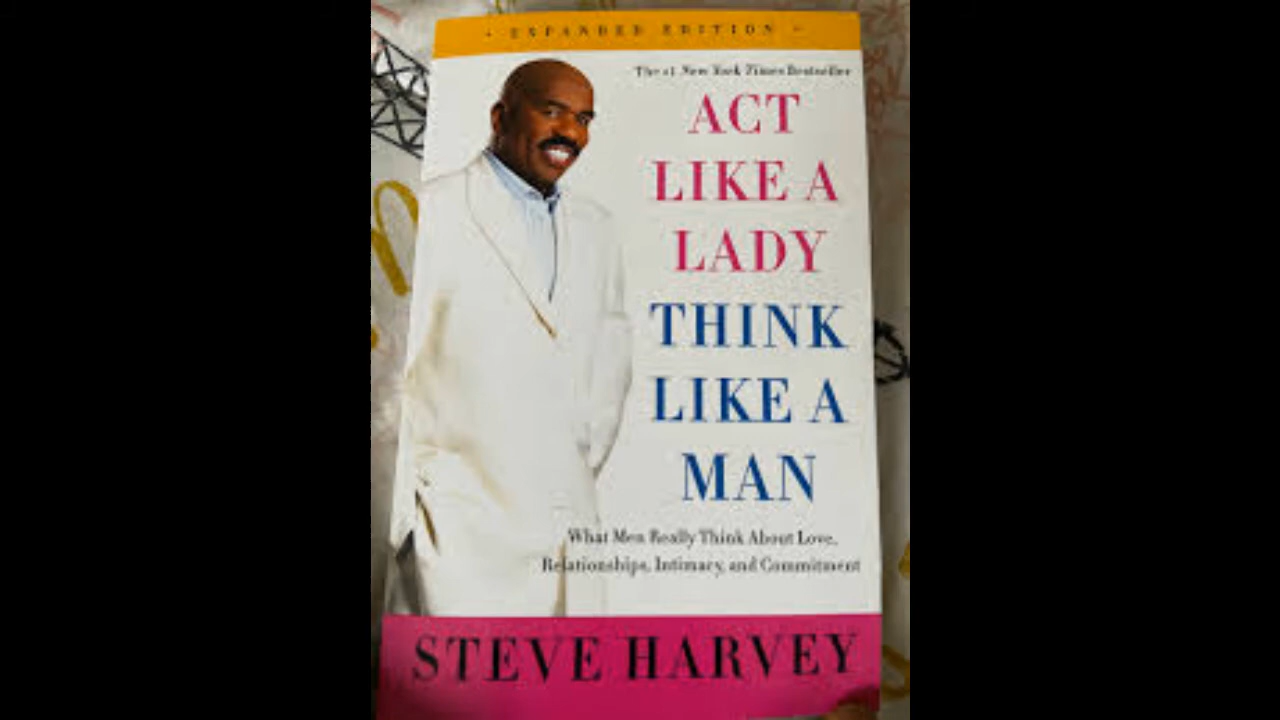 - EXPANDED EDITION -
The #1 New York Times Bestseller
ACT
LIKE A
LADY
THINK
LIKE A
MAN
What Men Really Think About Love,
Relationships, Intimacy, and Commitment
STEVE HARVEY